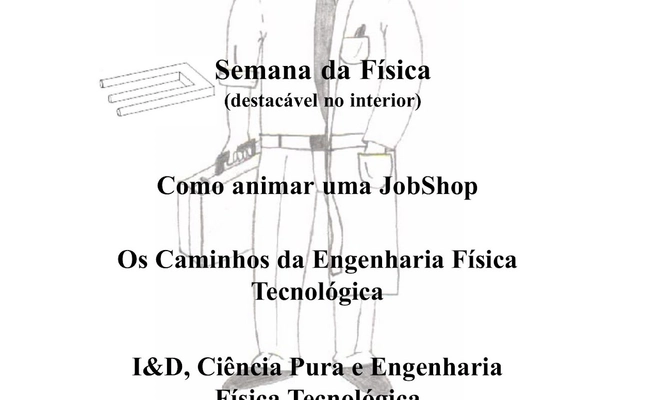 Semana da Física
(destacável no interior)
Como animar uma JobShop
Os Caminhos da Engenharia Física
Tecnológica
I&D, Ciência Pura e Engenharia
Física Tecnológica